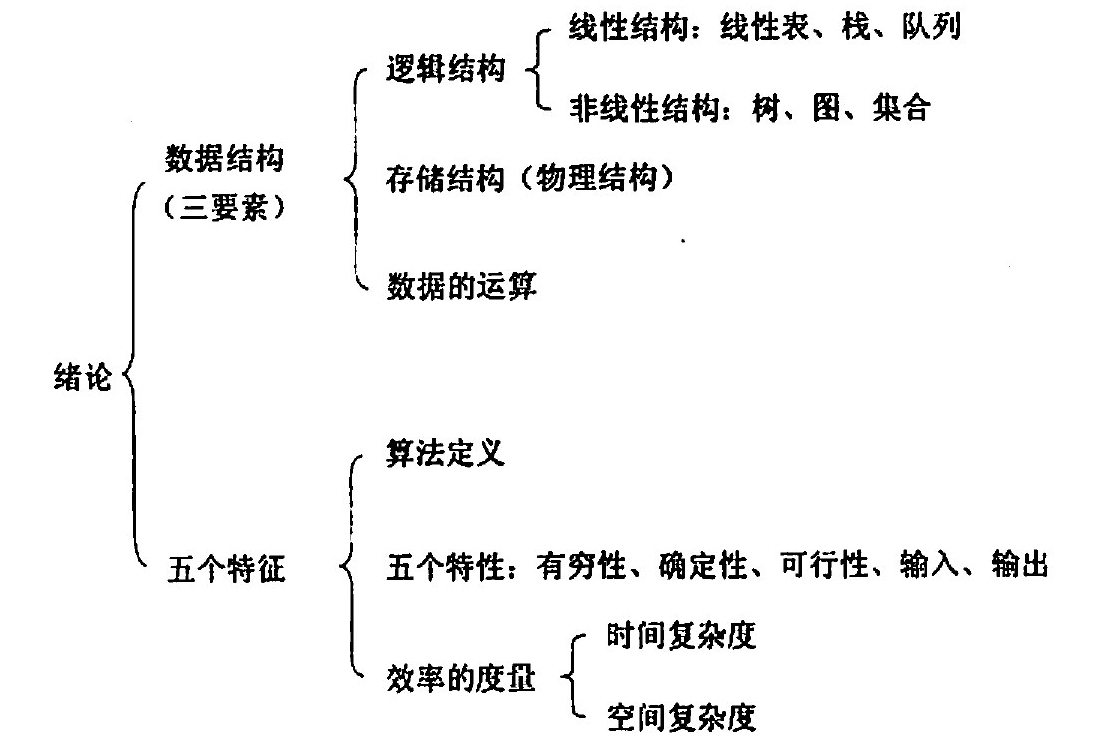 线性结构：线性表、栈、队列
逻辑结构
非线性结构：树、图、集合
数据结构
（三要素）
存储结构（物理结构）
数据的运算
绪论
算法定义
五个特征
五个特性：有穷性、确定性、可行性、输入、输出
时间复杂度
效率的度量
空间复杂度